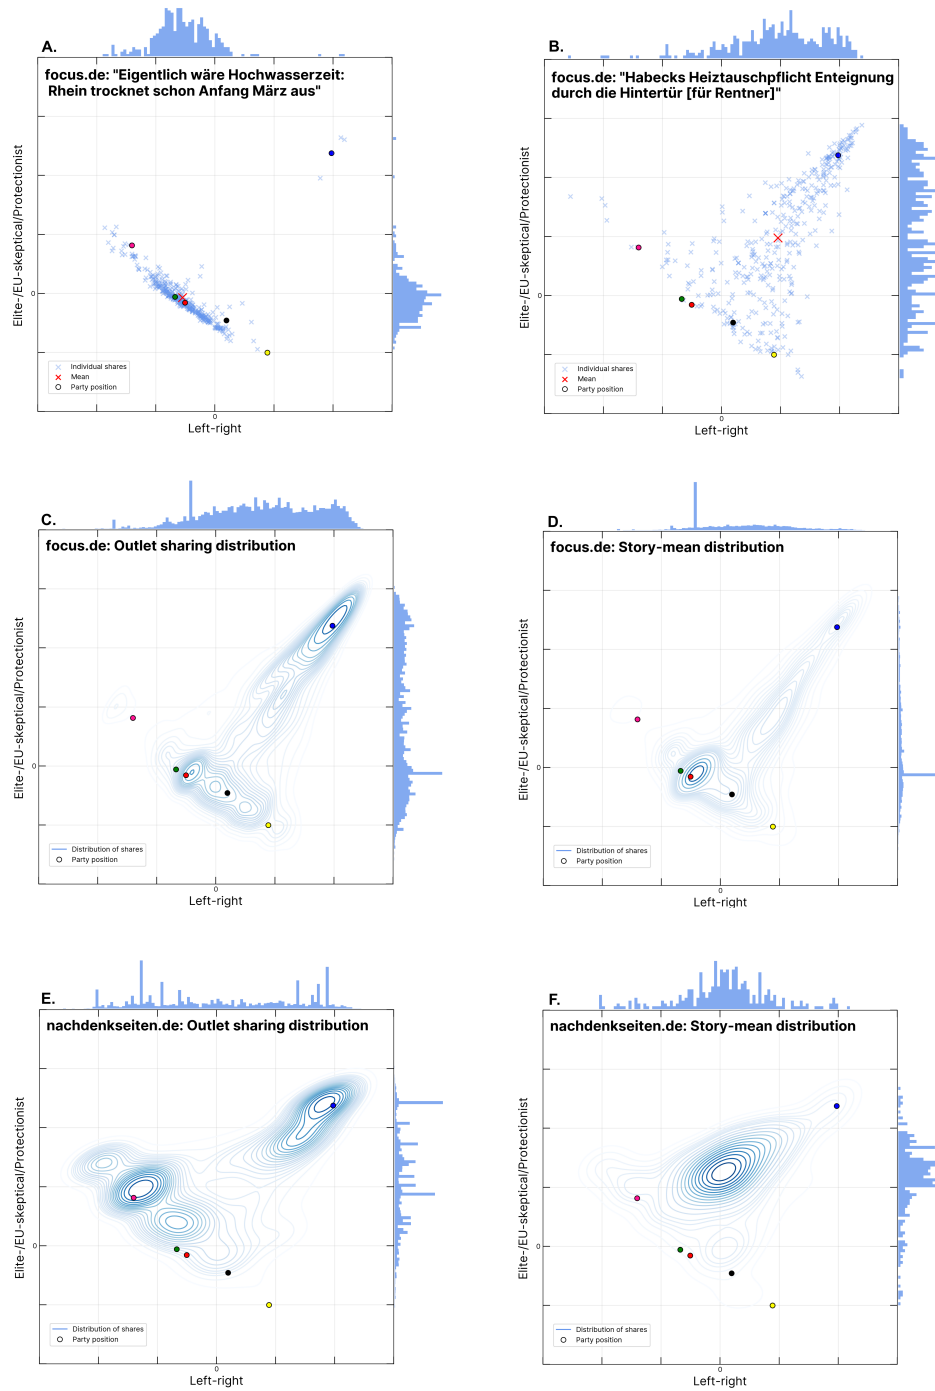 A.
focus.de: "Eigentlich wäre Hochwasserzeit:
Rhein trocknet schon Anfang März aus"
Elite-/EU-skeptical/Protectionist
0
Individual shares
Mean
Party position
0
Left-right
B.
focus.de: "Habecks Heiztauschpflicht Enteignung
durch die Hintertür [für Rentner]"
Elite-/EU-skeptical/Protectionist
0
Individual shares
Mean
Party position
0
Left-right
C.
focus.de: Outlet sharing distribution
Elite-/EU-skeptical/Protectionist
0
Distribution of shares
Party position
0
Left-right
D.
focus.de: Story-mean distribution
Elite-/EU-skeptical/Protectionist
0
Distribution of shares
Party position
0
Left-right
E.
nachdenkseiten.de: Outlet sharing distribution
Elite-/EU-skeptical/Protectionist
0
Distribution of shares
Party position
0
Left-right
F.
nachdenkseiten.de: Story-mean distribution
Elite-/EU-skeptical/Protectionist
0
Distribution of shares
Party position
0
Left-right